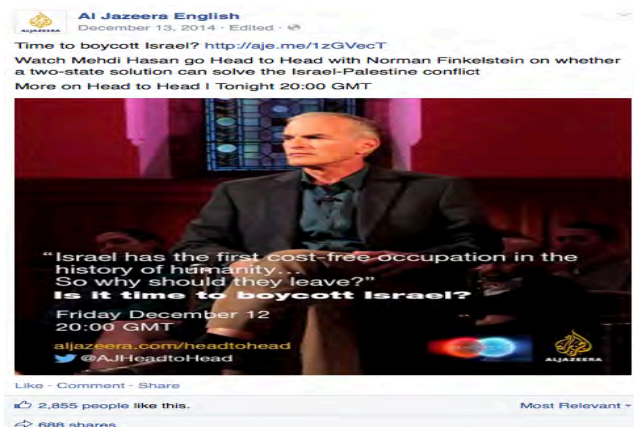 Al Jazeera English
December 13, 2014 · Edited ·
ALJAZEERA
Time to boycott Israel? http://aje.me/1zGVecT
Watch Mehdi Hasan go Head to Head with Norman Finkelstein on whether
a two-state solution can solve the Israel-Palestine conflict
More on Head to Head I Tonight 20:00 GMT
“Israel has the first cost-free occupation in the
history of humanity...
So why should they leave?”
Is it time to boycott Israel?
Friday December 12
20:00 GMT
aljazeera.com/headtohead
@AJHeadtoHead
ALJAZEERA
Like · Comment · Share
2,855 people like this.
Most Relevant
688 shares